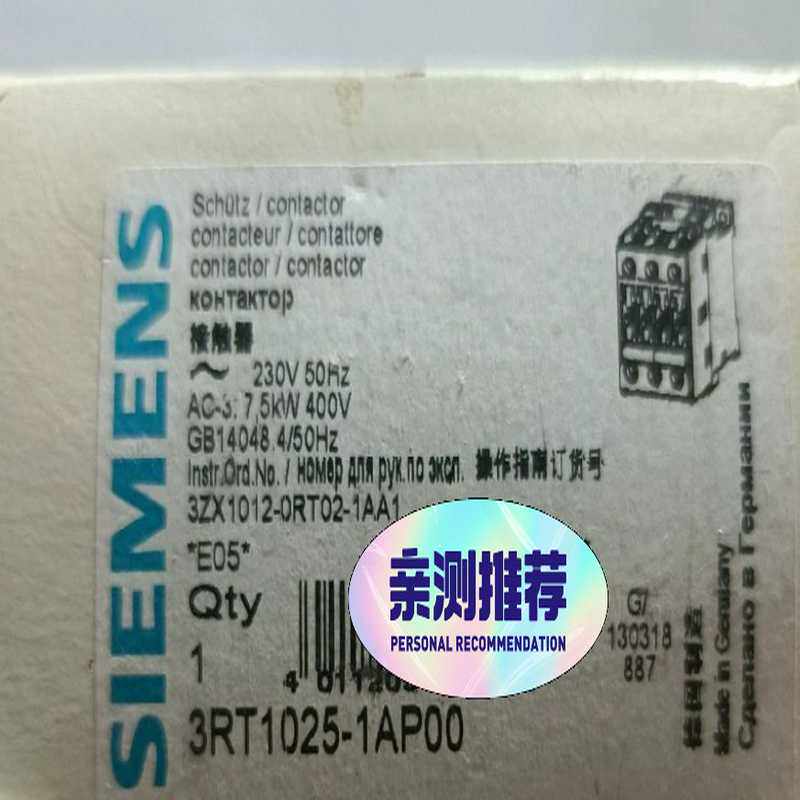 SIEMENS
Schütz / contactor
contacteur / contattore
contactor / contactor
контактор
接触器
~ 230V 50Hz
AC-3: 7,5kW 400V
GB14048.4/50Hz
Instr.Ord.No. / номер для рук.по эксп. 操作指南订货号
3ZX1012-0RT02-1AA1
*E05*
Qty
1
4 011209
3RT1025-1AP00
亲测推荐
PERSONAL RECOMMENDATION
G/
130318
887
德国制造
Made in Germany
Сделано в Германии